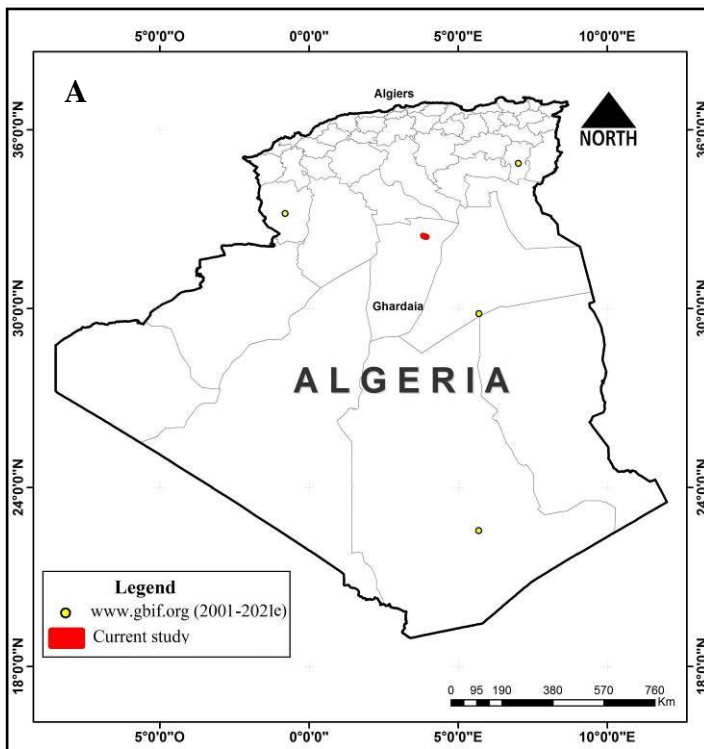 5°0'0"W 0°0'0" 5°0'0"E 10°0'0"E
A
Algiers
NORTH
36°0'0"N 36°0'0"N
Ghardaia
30°0'0"N 30°0'0"N
ALGERIA
24°0'0"N 24°0'0"N
Legend
www.gbif.org (2001-2021e)
Current study
18°0'0"N 18°0'0"N
0 95 190 380 570 760
Km
5°0'0"W 0°0'0" 5°0'0"E 10°0'0"E